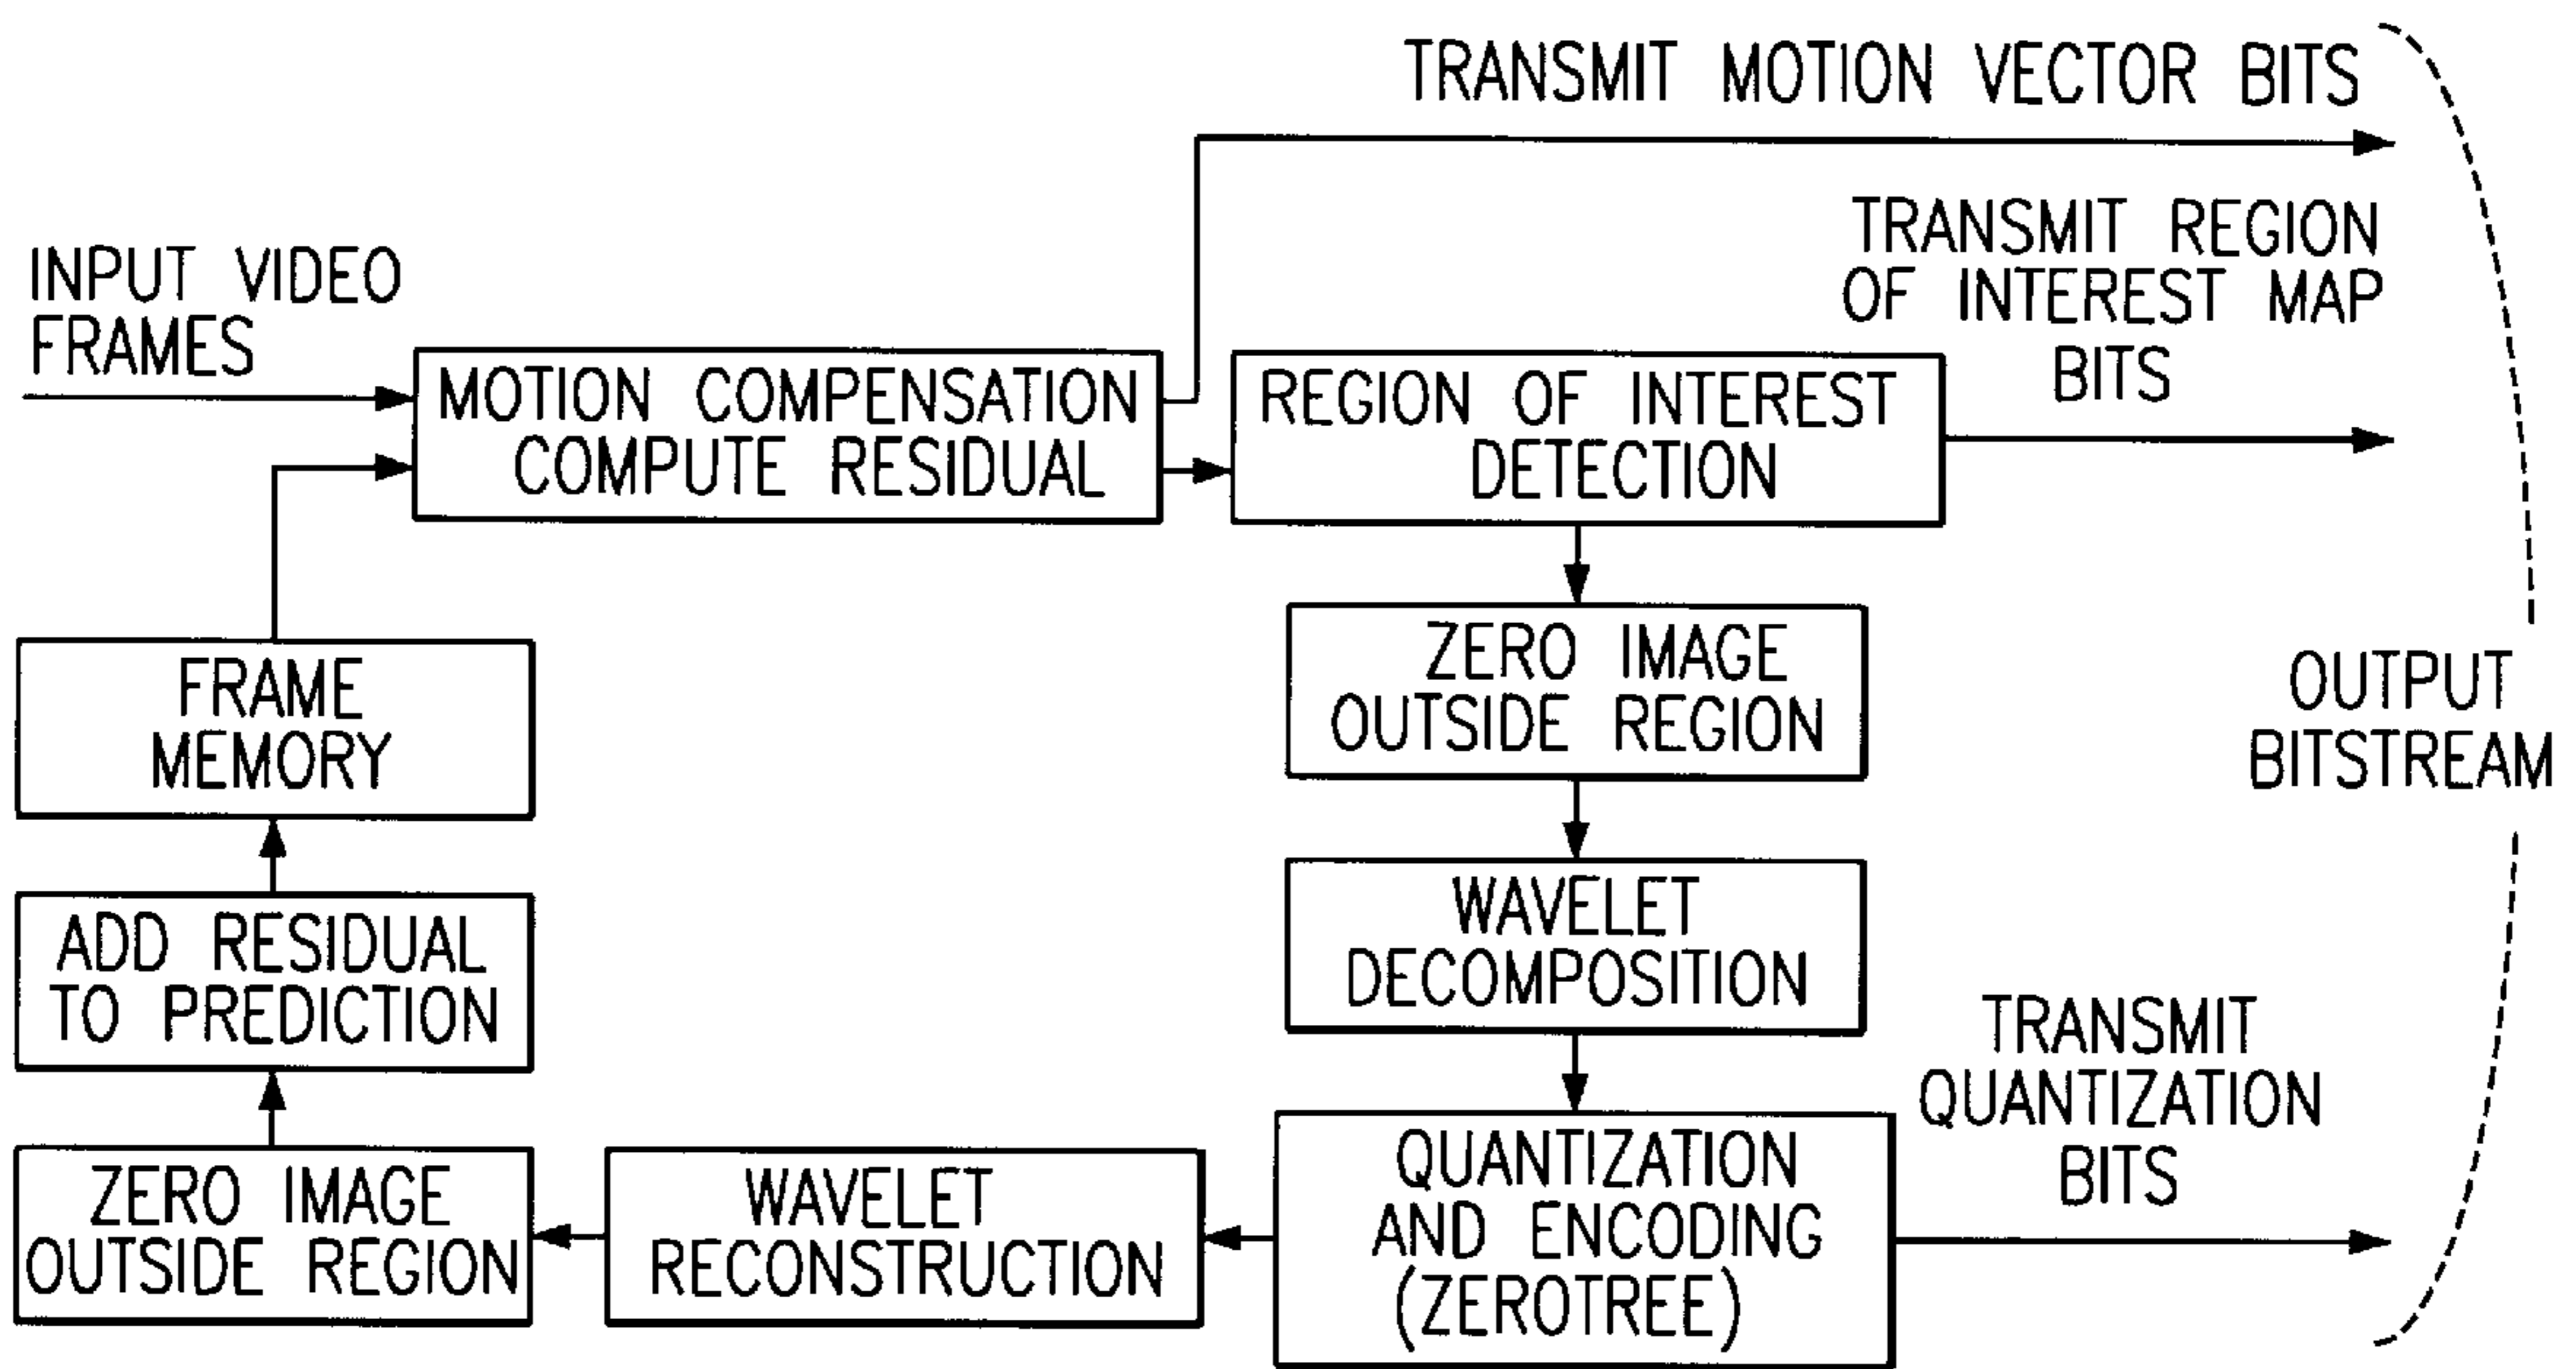 TRANSMIT MOTION VECTOR BITS
TRANSMIT REGION
OF INTEREST MAP
BITS
INPUT VIDEO
FRAMES
MOTION COMPENSATION
COMPUTE RESIDUAL
REGION OF INTEREST
DETECTION
ZERO IMAGE
OUTSIDE REGION
FRAME
MEMORY
OUTPUT
BITSTREAM
WAVELET
DECOMPOSITION
ADD RESIDUAL
TO PREDICTION
TRANSMIT
QUANTIZATION
BITS
QUANTIZATION
AND ENCODING
(ZEROTREE)
WAVELET
RECONSTRUCTION
ZERO IMAGE
OUTSIDE REGION